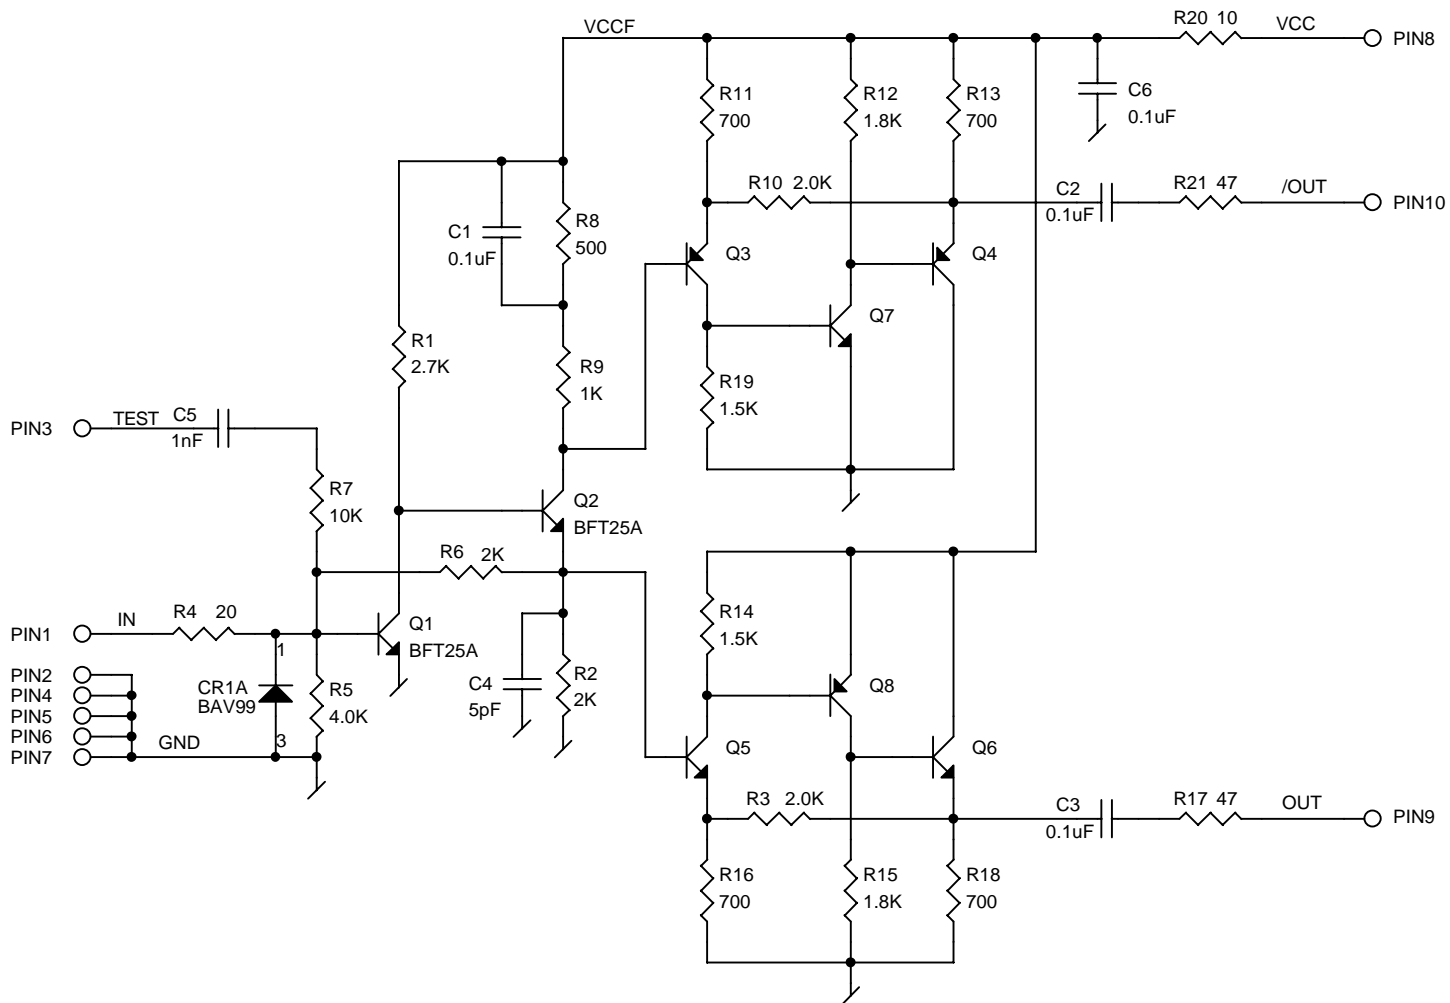 VCCF
R20 10
VCC
PIN8
R11
700
R12
1.8K
R13
700
C6
0.1uF
R10 2.0K
C2
0.1uF
R21 47
/OUT
PIN10
C1
0.1uF
R8
500
Q3
Q4
Q7
R1
2.7K
R9
1K
R19
1.5K
PIN3
TEST
C5
1nF
R7
10K
Q2
BFT25A
R6 2K
R14
1.5K
PIN1
IN
R4 20
1
Q1
BFT25A
PIN2
PIN4
PIN5
PIN6
PIN7
CR1A
BAV99
R5
4.0K
3
GND
C4
5pF
R2
2K
Q8
Q5
Q6
R3 2.0K
C3
0.1uF
R17 47
OUT
PIN9
R16
700
R15
1.8K
R18
700